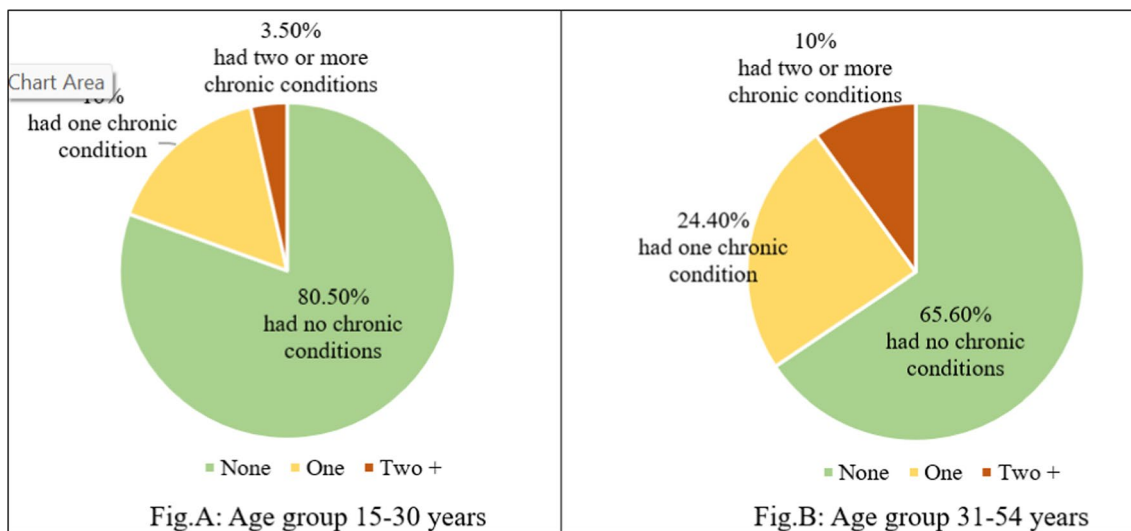 3.50%
had two or more
chronic conditions
Chart Area
had one chronic
condition
80.50%
had no chronic
conditions
None One Two +
Fig.A: Age group 15-30 years
10%
had two or more
chronic conditions
24.40%
had one chronic
condition
65.60%
had no chronic
conditions
None One Two +
Fig.B: Age group 31-54 years